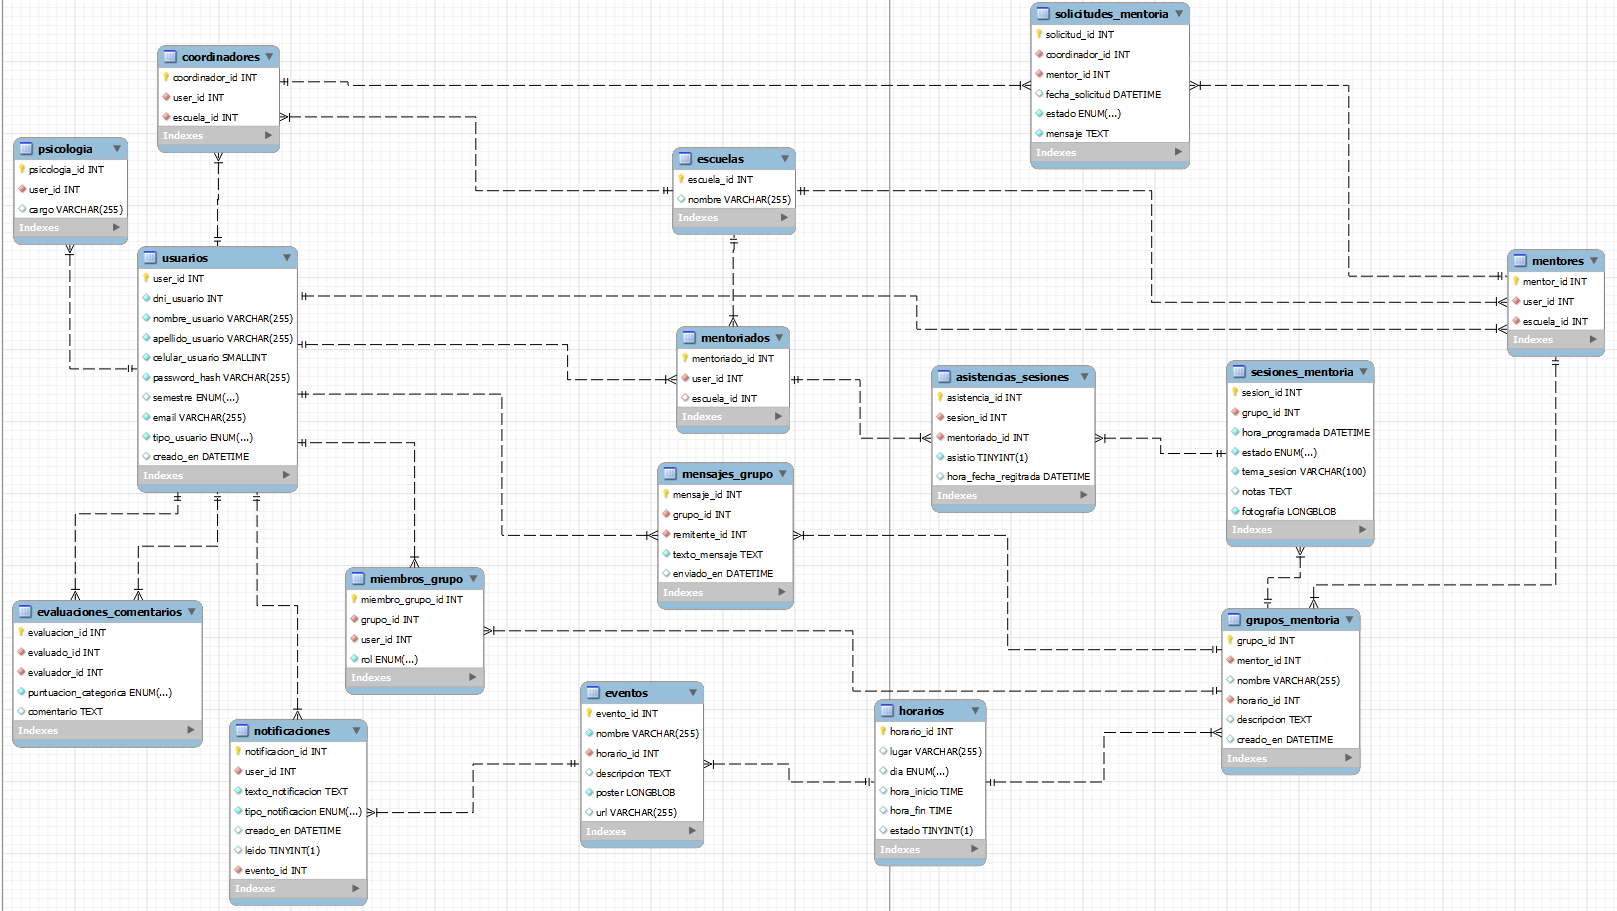 solicitudes_mentoria
solicitud_id INT
coordinador_id INT
mentor_id INT
fecha_solicitud DATETIME
estado ENUM(...)
mensaje TEXT
Indexes
coordinadores
coordinador_id INT
user_id INT
escuela_id INT
Indexes
psicologia
psicologia_id INT
user_id INT
cargo VARCHAR(255)
Indexes
escuelas
escuela_id INT
nombre VARCHAR(255)
Indexes
usuarios
user_id INT
dni_usuario INT
nombre_usuario VARCHAR(255)
apellido_usuario VARCHAR(255)
celular_usuario SMALLINT
password_hash VARCHAR(255)
semestre ENUM(...)
email VARCHAR(255)
tipo_usuario ENUM(...)
creado_en DATETIME
Indexes
mentores
mentor_id INT
user_id INT
escuela_id INT
Indexes
mentoriados
mentoriado_id INT
user_id INT
escuela_id INT
Indexes
asistencias_sesiones
asistencia_id INT
sesion_id INT
mentoriado_id INT
asistio TINYINT(1)
hora_fecha_regitrada DATETIME
Indexes
sesiones_mentoria
sesion_id INT
grupo_id INT
hora_programada DATETIME
estado ENUM(...)
tema_sesion VARCHAR(100)
notas TEXT
fotografia LONGBLOB
Indexes
mensajes_grupo
mensaje_id INT
grupo_id INT
remitente_id INT
texto_mensaje TEXT
enviado_en DATETIME
Indexes
miembros_grupo
miembro_grupo_id INT
grupo_id INT
user_id INT
rol ENUM(...)
Indexes
evaluaciones_comentarios
evaluacion_id INT
evaluado_id INT
evaluador_id INT
puntuacion_categorica ENUM(...)
comentario TEXT
Indexes
grupos_mentoria
grupo_id INT
mentor_id INT
nombre VARCHAR(255)
horario_id INT
descripcion TEXT
creado_en DATETIME
Indexes
eventos
evento_id INT
nombre VARCHAR(255)
horario_id INT
descripcion TEXT
poster LONGBLOB
url VARCHAR(255)
Indexes
horarios
horario_id INT
lugar VARCHAR(255)
dia ENUM(...)
hora_inicio TIME
hora_fin TIME
estado TINYINT(1)
Indexes
notificaciones
notificacion_id INT
user_id INT
texto_notificacion TEXT
tipo_notificacion ENUM(...)
creado_en DATETIME
leido TINYINT(1)
evento_id INT
Indexes